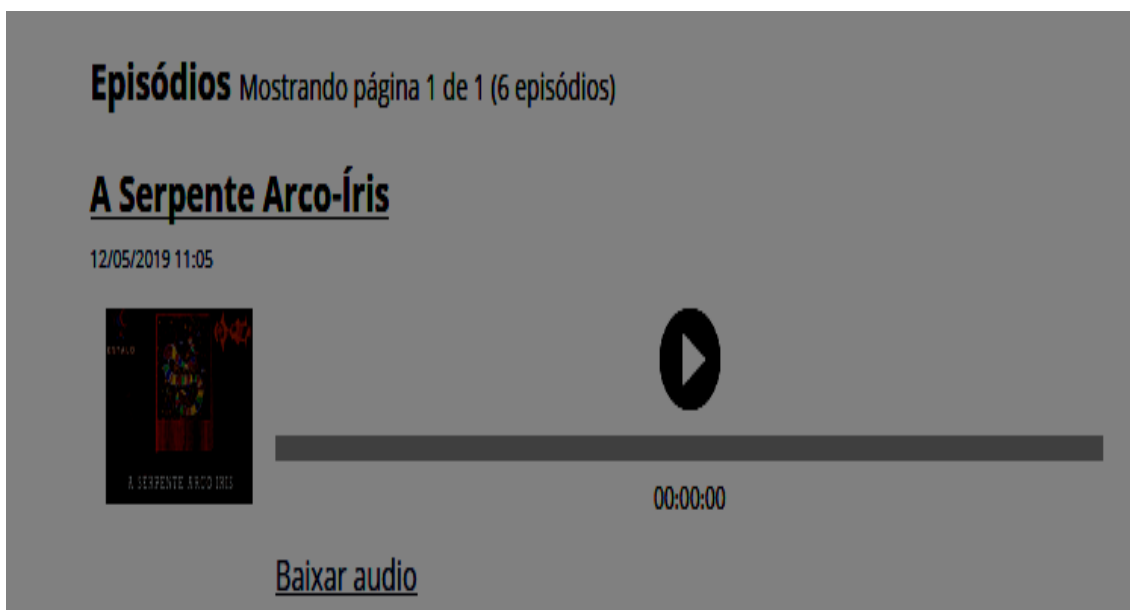 Episódios Mostrando página 1 de 1 (6 episódios)
A Serpente Arco-Íris
12/05/2019 11:05
ESTALO
A SERPENTE ARCO IRIS
00:00:00
Baixar audio